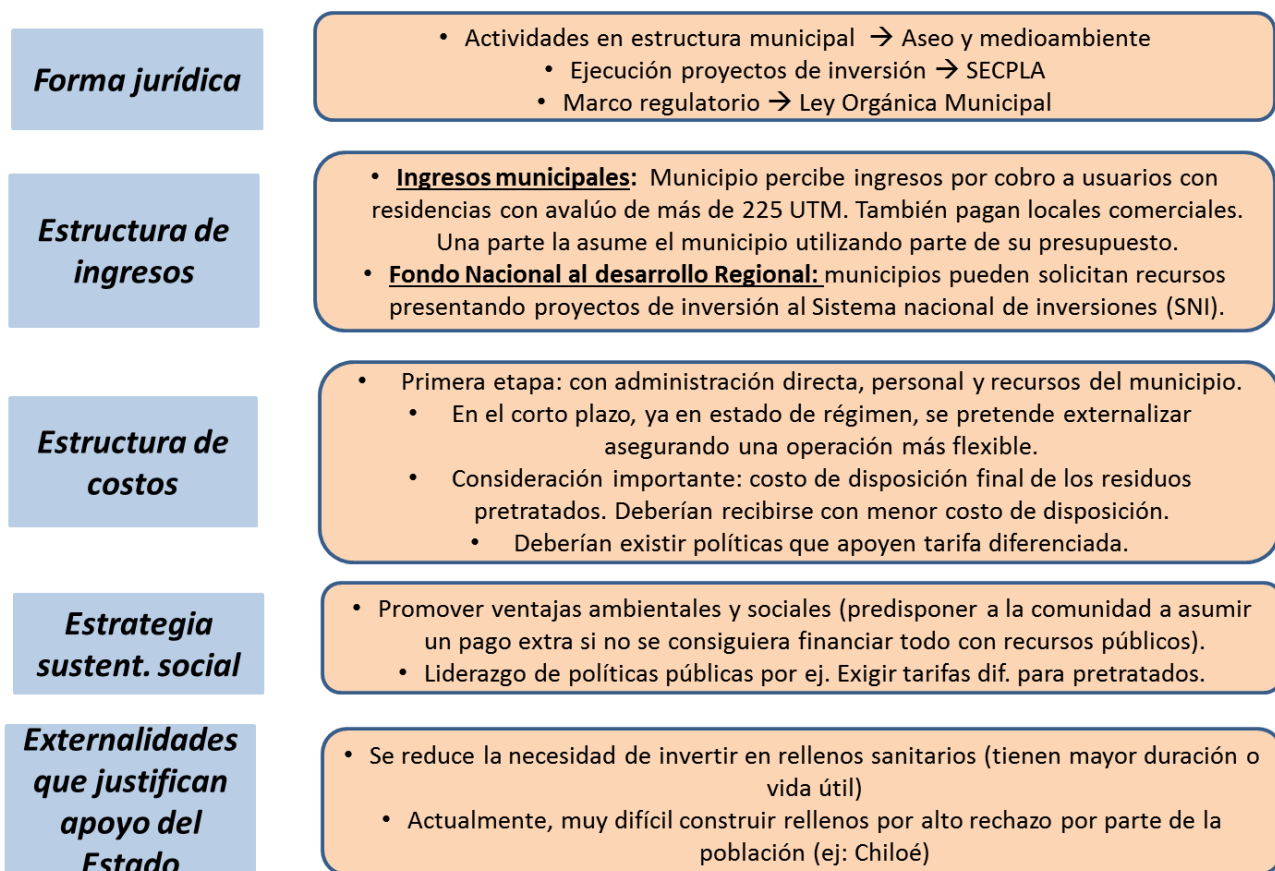 Forma jurídica
• Actividades en estructura municipal → Aseo y medioambiente
• Ejecución proyectos de inversión → SECPLA
• Marco regulatorio → Ley Orgánica Municipal
Estructura de
ingresos
• Ingresos municipales: Municipio percibe ingresos por cobro a usuarios con
residencias con avalúo de más de 225 UTM. También pagan locales comerciales.
Una parte la asume el municipio utilizando parte de su presupuesto.
• Fondo Nacional al desarrollo Regional: municipios pueden solicitan recursos
presentando proyectos de inversión al Sistema nacional de inversiones (SNI).
Estructura de
costos
• Primera etapa: con administración directa, personal y recursos del municipio.
• En el corto plazo, ya en estado de régimen, se pretende externalizar
asegurando una operación más flexible.
• Consideración importante: costo de disposición final de los residuos
pretratados. Deberían recibirse con menor costo de disposición.
• Deberían existir políticas que apoyen tarifa diferenciada.
Estrategia
sustent. social
• Promover ventajas ambientales y sociales (predisponer a la comunidad a asumir
un pago extra si no se consiguiera financiar todo con recursos públicos).
• Liderazgo de políticas públicas por ej. Exigir tarifas dif. para pretratados.
Externalidades
que justifican
apoyo del
Estado
• Se reduce la necesidad de invertir en rellenos sanitarios (tienen mayor duración o
vida útil)
• Actualmente, muy difícil construir rellenos por alto rechazo por parte de la
población (ej: Chiloé)